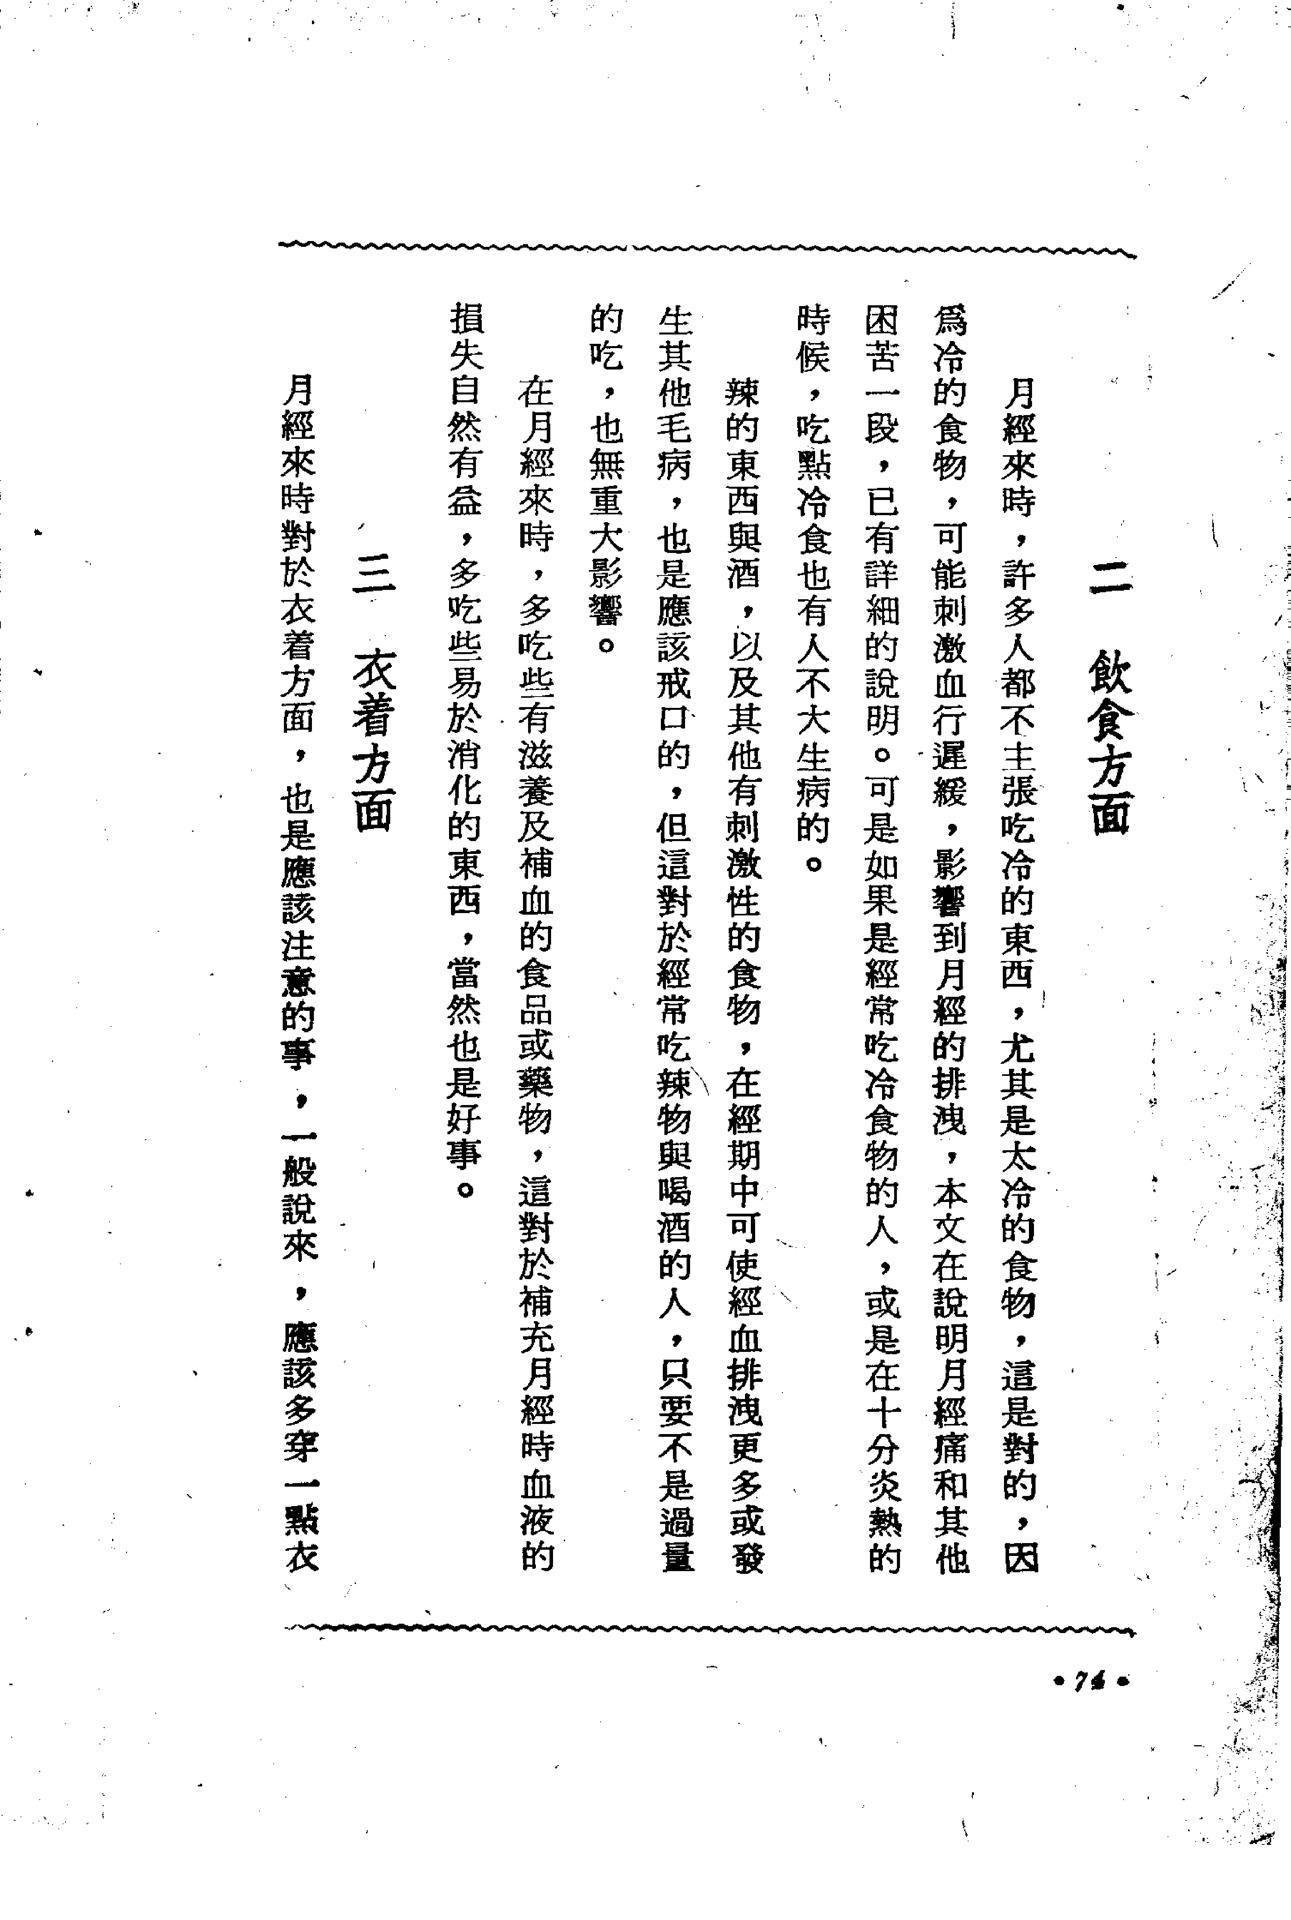 二　飲食方面
月經來時，許多人都不主張吃冷的東西，尤其是太冷的食物，這是對的，因
爲冷的食物，可能刺激血行遲緩，影響到月經的排洩，本文在說明月經痛和其他
困苦一段，已有詳細的說明。可是如果是經常吃冷食物的人，或是在十分炎熱的
時候，吃點冷食也有人不大生病的。
辣的東西與酒，以及其他有刺激性的食物，在經期中可使經血排洩更多或發
生其他毛病，也是應該戒口的，但這對於經常吃辣物與喝酒的人，只要不是過量
的吃，也無重大影響。
在月經來時，多吃些有滋養及補血的食品或藥物，這對於補充月經時血液的
損失自然有益，多吃些易於消化的東西，當然也是好事。
三　衣着方面
月經來時對於衣着方面，也是應該注意的事，一般說來，應該多穿一點衣
•74•